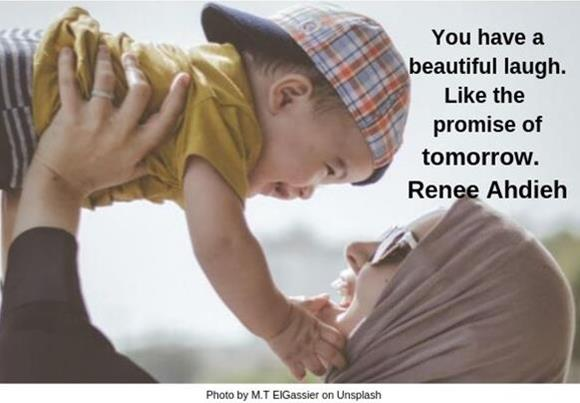 You have a
beautiful laugh.
Like the
promise of
tomorrow.
Renee Ahdieh
Photo by M.T ElGassier on Unsplash